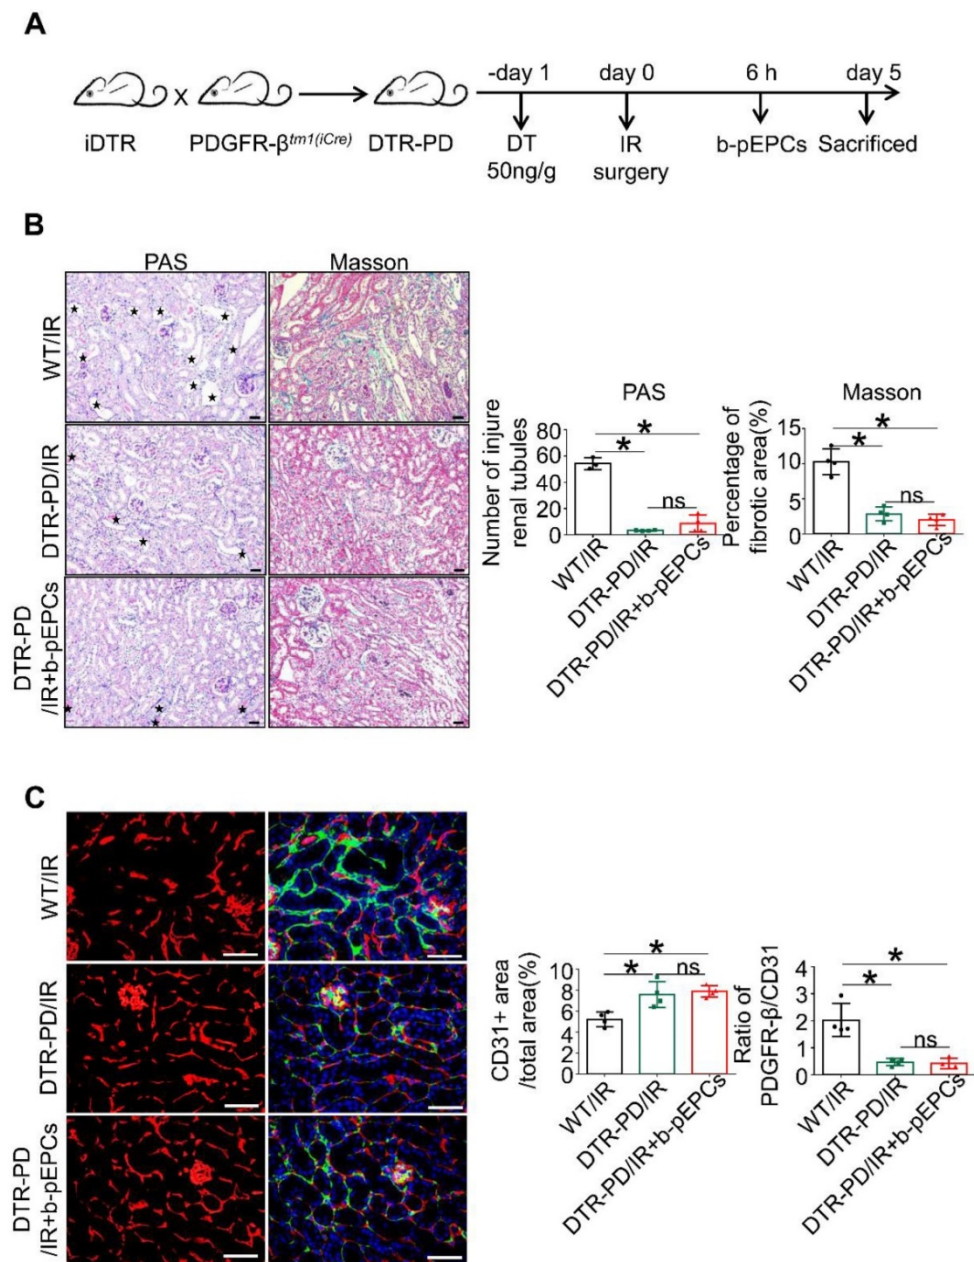 A
-day 1 day 0 6 h day 5
X
iDTR PDGFR-β^tm1(iCre) DTR-PD DT IR b-pEPCs Sacrificed
50ng/g surgery
B
PAS Masson
WT/IR
DTR-PD/IR
DTR-PD
/IR+b-pEPCs
PAS
Number of injure
renal tubules
80
60
40
20
0
* *
ns
WT/IR
DTR-PD/IR
DTR-PD/IR+b-pEPCs
Masson
Percentage of
fibrotic area(%)
15
10
5
0
* *
ns
WT/IR
DTR-PD/IR
DTR-PD/IR+b-pEPCs
C
WT/IR
DTR-PD/IR
DTR-PD
/IR+b-pEPCs
CD31+ area
/total area(%)
10
8
6
4
2
0
*
* ns
WT/IR
DTR-PD/IR
DTR-PD/IR+b-pEPCs
Ratio of
PDGFR-β/CD31
4
3
2
1
0
*
*
ns
WT/IR
DTR-PD/IR
DTR-PD/IR+b-pEPCs